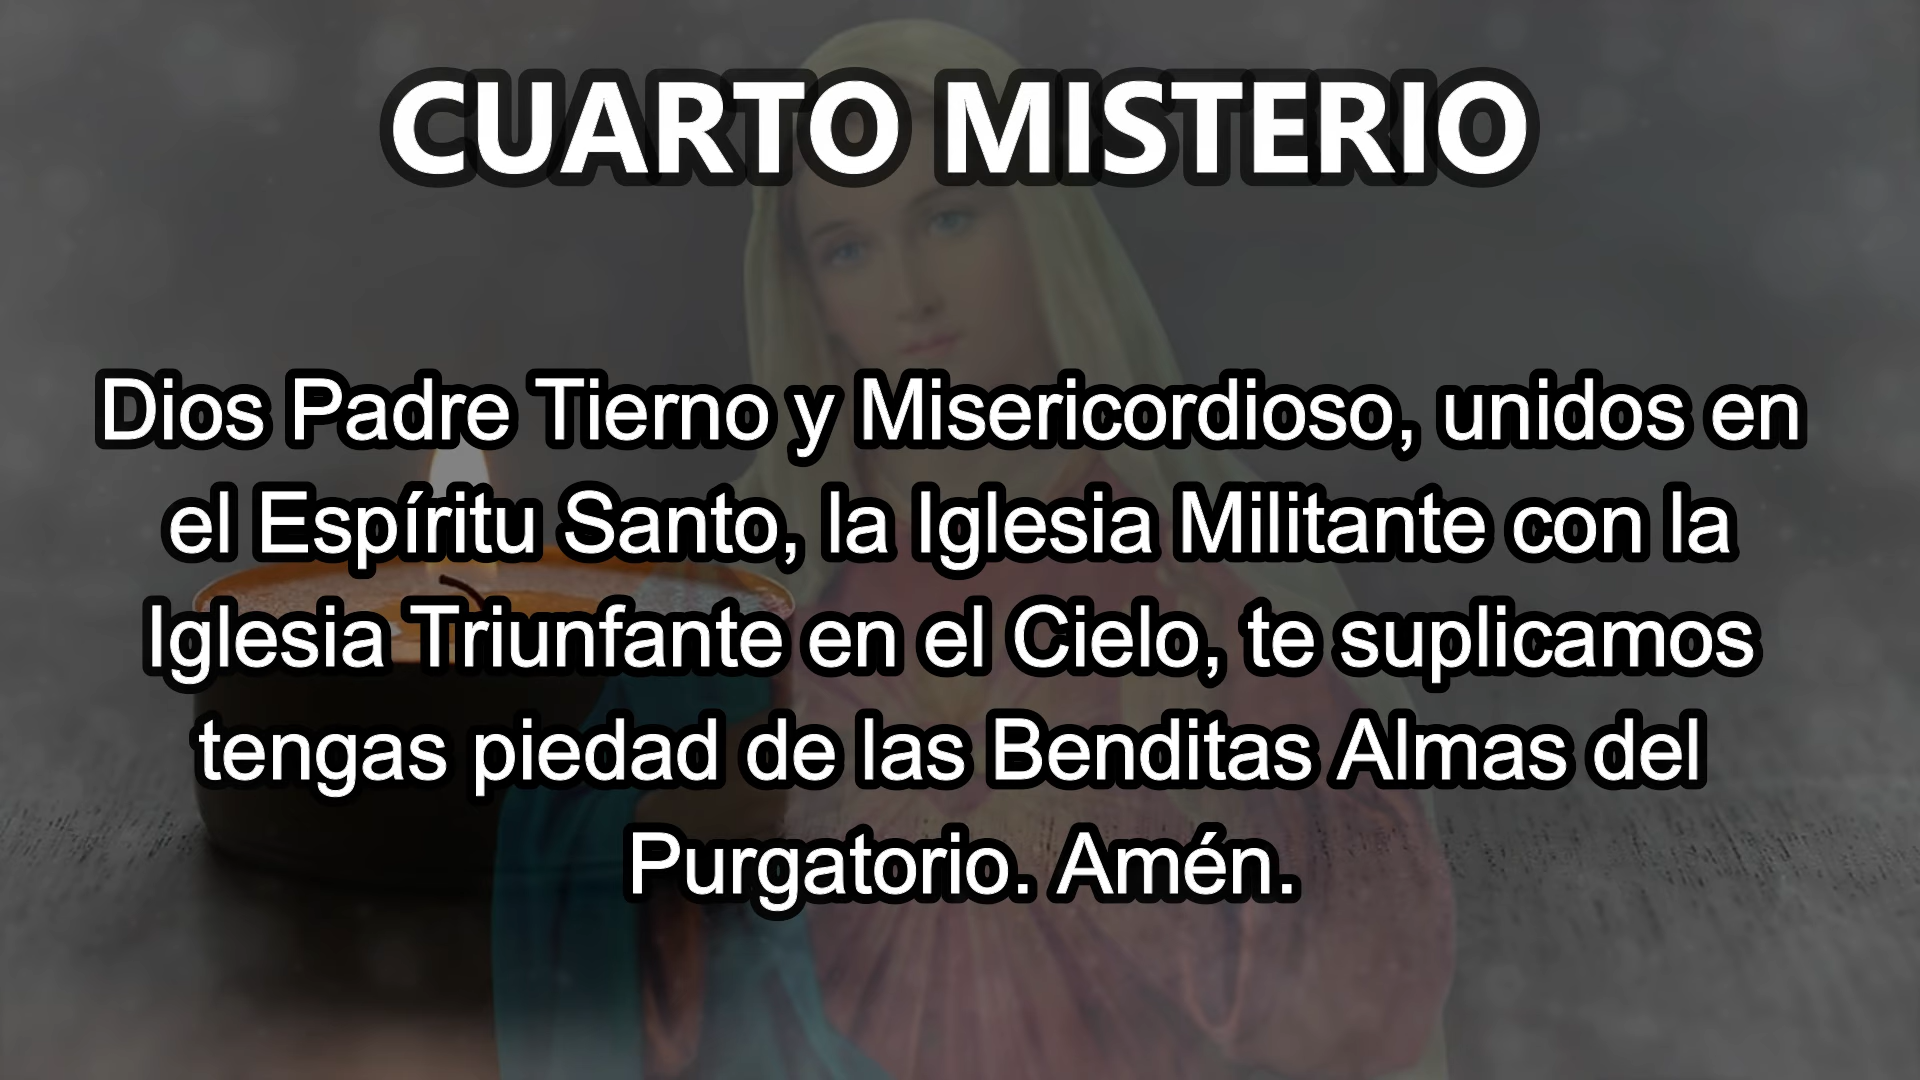 CUARTO MISTERIO
Dios Padre Tierno y Misericordioso, unidos en
el Espíritu Santo, la Iglesia Militante con la
Iglesia Triunfante en el Cielo, te suplicamos
tengas piedad de las Benditas Almas del
Purgatorio. Amén.